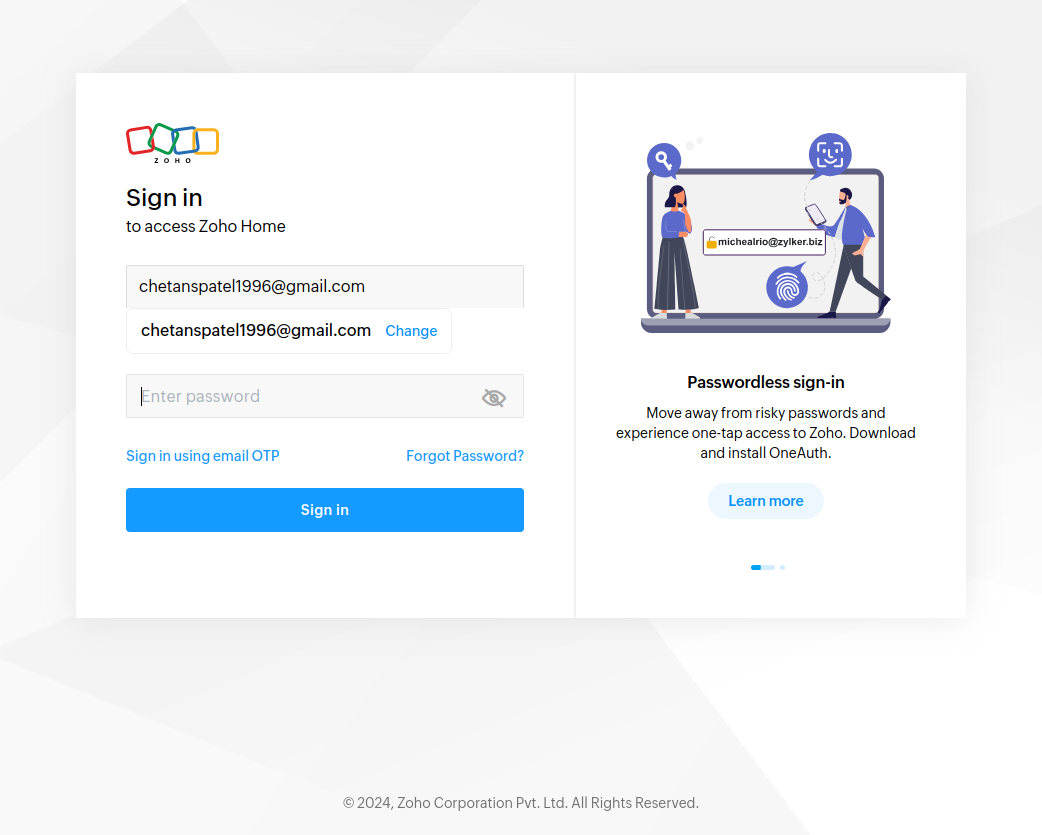 ZOHO
Sign in
to access Zoho Home
chetanspatel1996@gmail.com
chetanspatel1996@gmail.com Change
Enter password
Sign in using email OTP Forgot Password?
Sign in
michealrio@zylker.biz
Passwordless sign-in
Move away from risky passwords and
experience one-tap access to Zoho. Download
and install OneAuth.
Learn more
© 2024, Zoho Corporation Pvt. Ltd. All Rights Reserved.